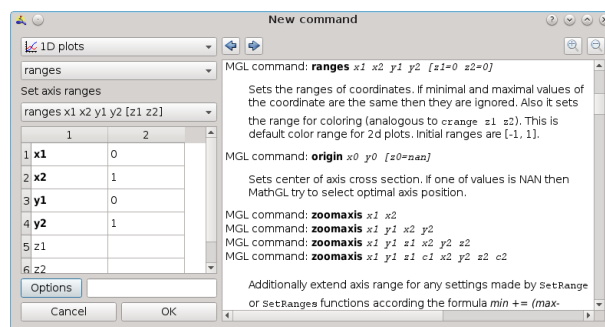 New command
1D plots
ranges
Set axis ranges
ranges x1 x2 y1 y2 [z1 z2]
1 2
1 x1 0
2 x2 1
3 y1 0
4 y2 1
5 z1
6 z2
Options
Cancel OK
MGL command: ranges x1 x2 y1 y2 [z1=0 z2=0]
Sets the ranges of coordinates. If minimal and maximal values of
the coordinate are the same then they are ignored. Also it sets
the range for coloring (analogous to crange z1 z2). This is
default color range for 2d plots. Initial ranges are [-1, 1].
MGL command: origin x0 y0 [z0=nan]
Sets center of axis cross section. If one of values is NAN then
MathGL try to select optimal axis position.
MGL command: zoomaxis x1 x2
MGL command: zoomaxis x1 y1 x2 y2
MGL command: zoomaxis x1 y1 z1 x2 y2 z2
MGL command: zoomaxis x1 y1 z1 c1 x2 y2 z2 c2
Additionally extend axis range for any settings made by SetRange
or SetRanges functions according the formula min += (max-